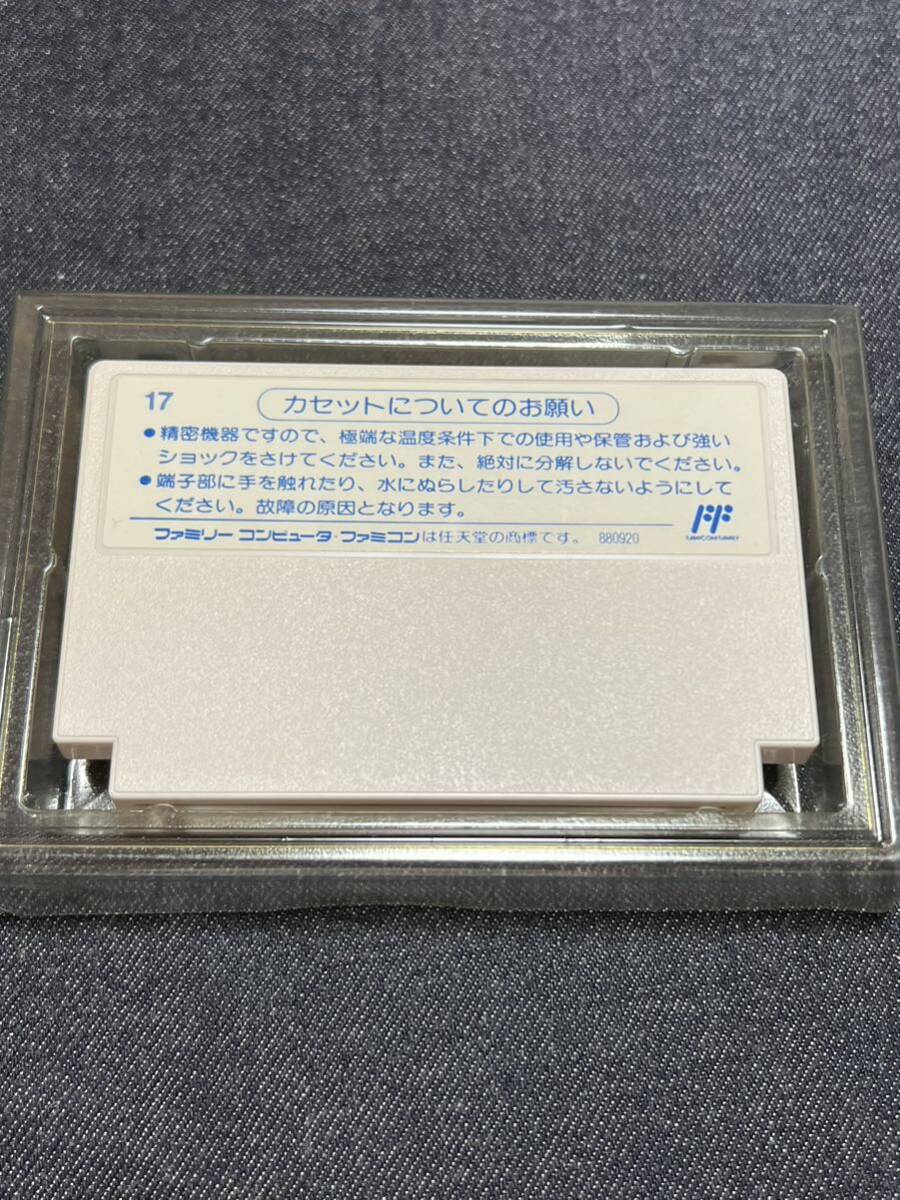 17
カセットについてのお願い
●精密機器ですので、極端な温度条件下での使用や保管および強い
ショックをさけてください。また、絶対に分解しないでください。
●端子部に手を触れたり、水にぬらしたりして汚さないようにして
ください。故障の原因となります。
FF
FAMICOM FAMILY
ファミリー コンピュータ・ファミコンは任天堂の商標です。 880920